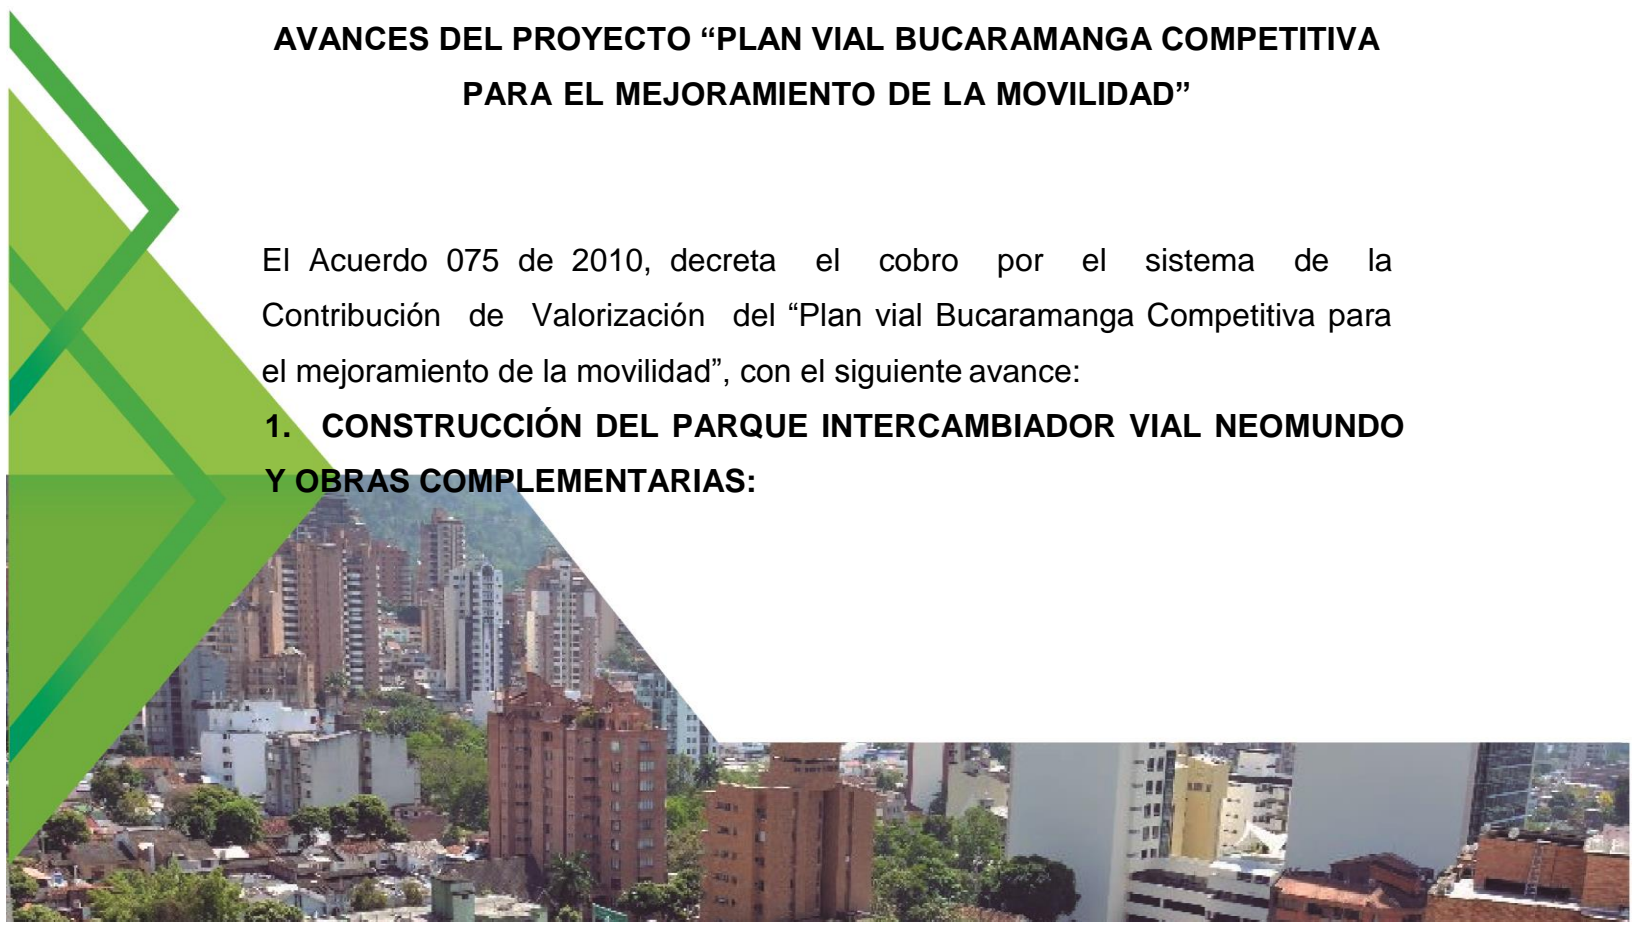 AVANCES DEL PROYECTO “PLAN VIAL BUCARAMANGA COMPETITIVA
PARA EL MEJORAMIENTO DE LA MOVILIDAD”
El Acuerdo 075 de 2010, decreta el cobro por el sistema de la
Contribución de Valorización del “Plan vial Bucaramanga Competitiva para
el mejoramiento de la movilidad”, con el siguiente avance:
1. CONSTRUCCIÓN DEL PARQUE INTERCAMBIADOR VIAL NEOMUNDO
Y OBRAS COMPLEMENTARIAS: